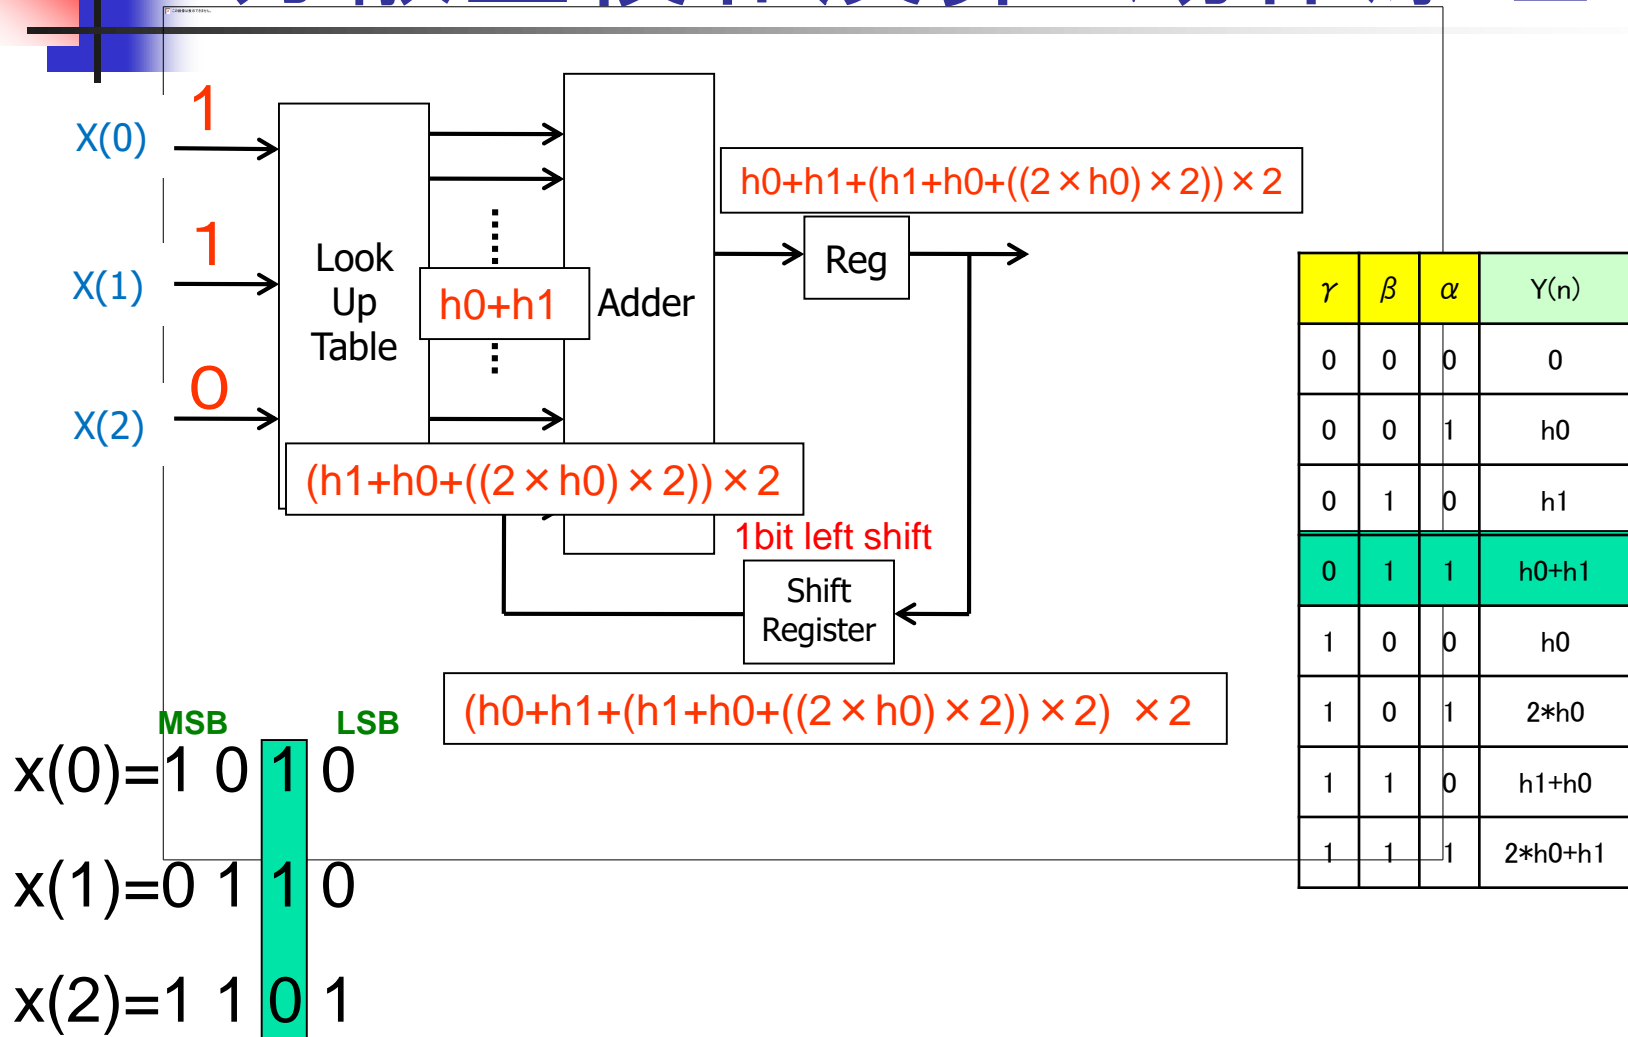 X(0)
1
X(1)
1
X(2)
0
Look
Up
Table
h0+h1
Adder
h0+h1+(h1+h0+((2×h0)×2))×2
Reg
(h1+h0+((2×h0)×2))×2
1bit left shift
Shift
Register
(h0+h1+(h1+h0+((2×h0)×2))×2) ×2
MSB LSB
x(0)=1 0 1 0
x(1)=0 1 1 0
x(2)=1 1 0 1
γ β α Y(n)
0 0 0 0
0 0 1 h0
0 1 0 h1
0 1 1 h0+h1
1 0 0 h0
1 0 1 2*h0
1 1 0 h1+h0
1 1 1 2*h0+h1